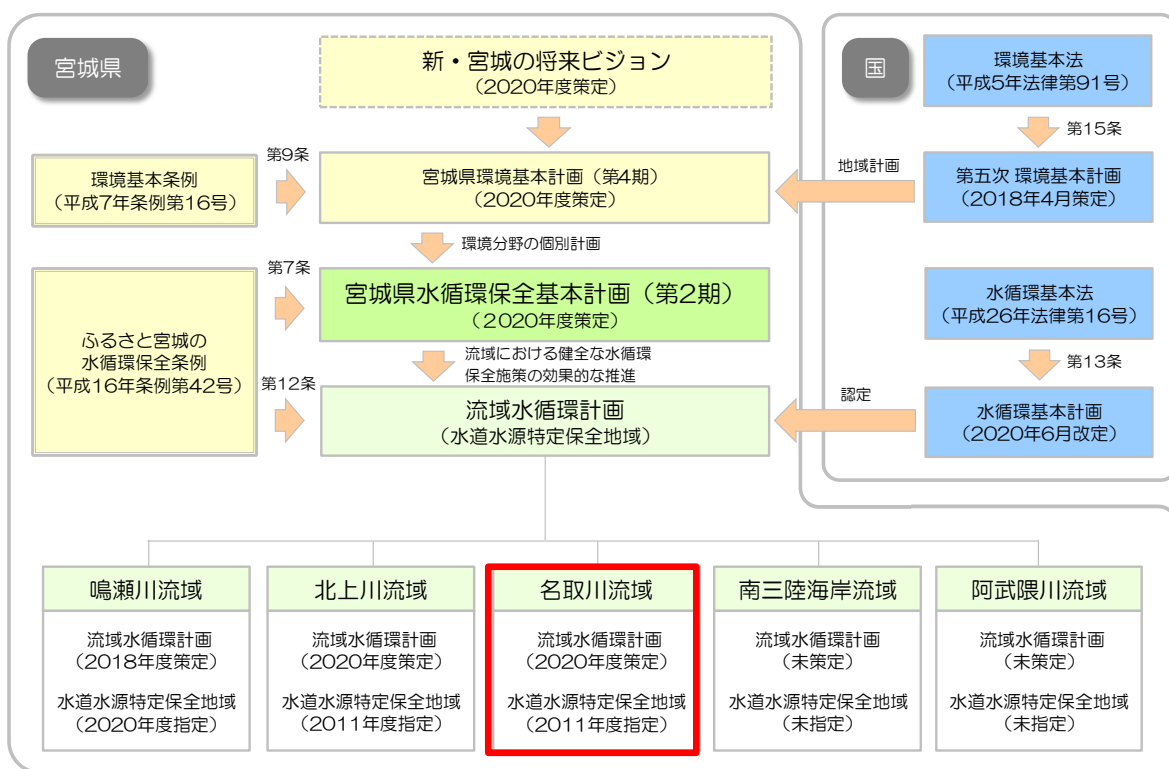 宮城県
新・宮城の将来ビジョン
（2020年度策定）
国
環境基本法
（平成5年法律第91号）
第15条
第9条
環境基本条例
（平成7年条例第16号）
宮城県環境基本計画（第4期）
（2020年度策定）
地域計画
第五次 環境基本計画
（2018年4月策定）
環境分野の個別計画
第7条
宮城県水循環保全基本計画（第2期）
（２０20年度策定）
水循環基本法
（平成26年法律第16号）
ふるさと宮城の
水循環保全条例
（平成16年条例第42号）
流域における健全な水循環
保全施策の効果的な推進
第13条
第12条
流域水循環計画
（水道水源特定保全地域）
認定
水循環基本計画
（2020年6月改定）
鳴瀬川流域
流域水循環計画
（2018年度策定）
水道水源特定保全地域
（2020年度指定）
北上川流域
流域水循環計画
（2020年度策定）
水道水源特定保全地域
（2011年度指定）
名取川流域
流域水循環計画
（2020年度策定）
水道水源特定保全地域
（2011年度指定）
南三陸海岸流域
流域水循環計画
（未策定）
水道水源特定保全地域
（未指定）
阿武隈川流域
流域水循環計画
（未策定）
水道水源特定保全地域
（未指定）